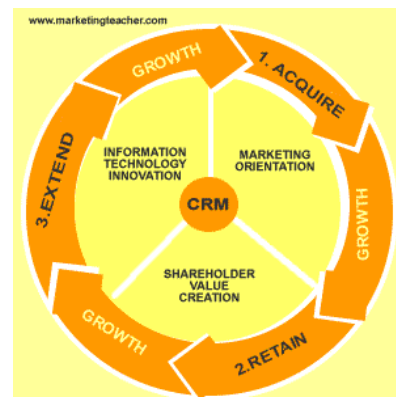 www.marketingteacher.com
GROWTH
1. ACQUIRE
INFORMATION
TECHNOLOGY
INNOVATION
MARKETING
ORIENTATION
3.EXTEND
CRM
GROWTH
SHAREHOLDER
VALUE
CREATION
GROWTH
2.RETAIN